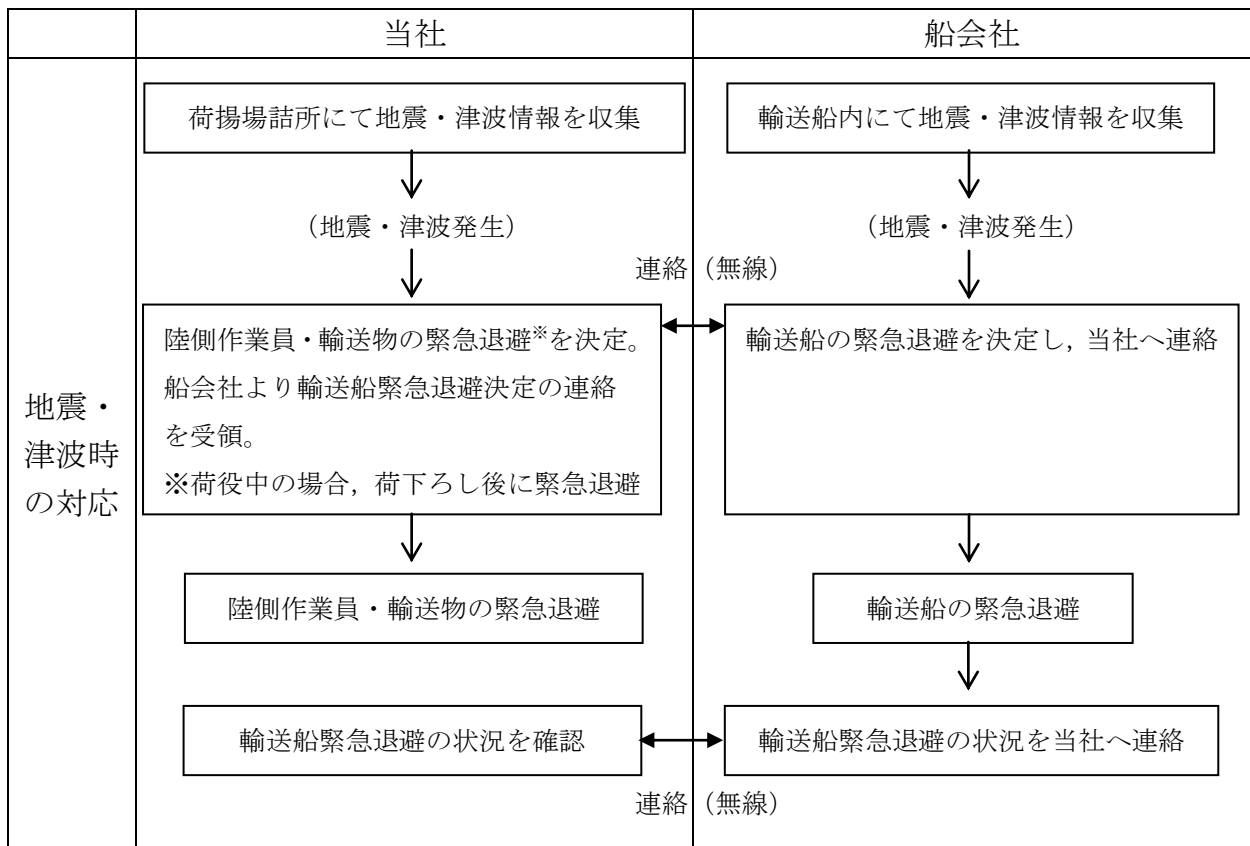 当社
船会社
地震・
津波時
の対応
荷揚場詰所にて地震・津波情報を収集
輸送船内にて地震・津波情報を収集
（地震・津波発生）
（地震・津波発生）
連絡（無線）
陸側作業員・輸送物の緊急退避※を決定。
船会社より輸送船緊急退避決定の連絡
を受領。
※荷役中の場合，荷下ろし後に緊急退避
輸送船の緊急退避を決定し，当社へ連絡
陸側作業員・輸送物の緊急退避
輸送船の緊急退避
輸送船緊急退避の状況を確認
輸送船緊急退避の状況を当社へ連絡
連絡（無線）